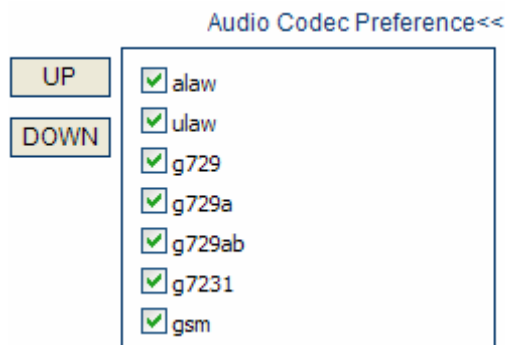 Audio Codec Preference<<
UP
DOWN
alaw
ulaw
g729
g729a
g729ab
g7231
gsm